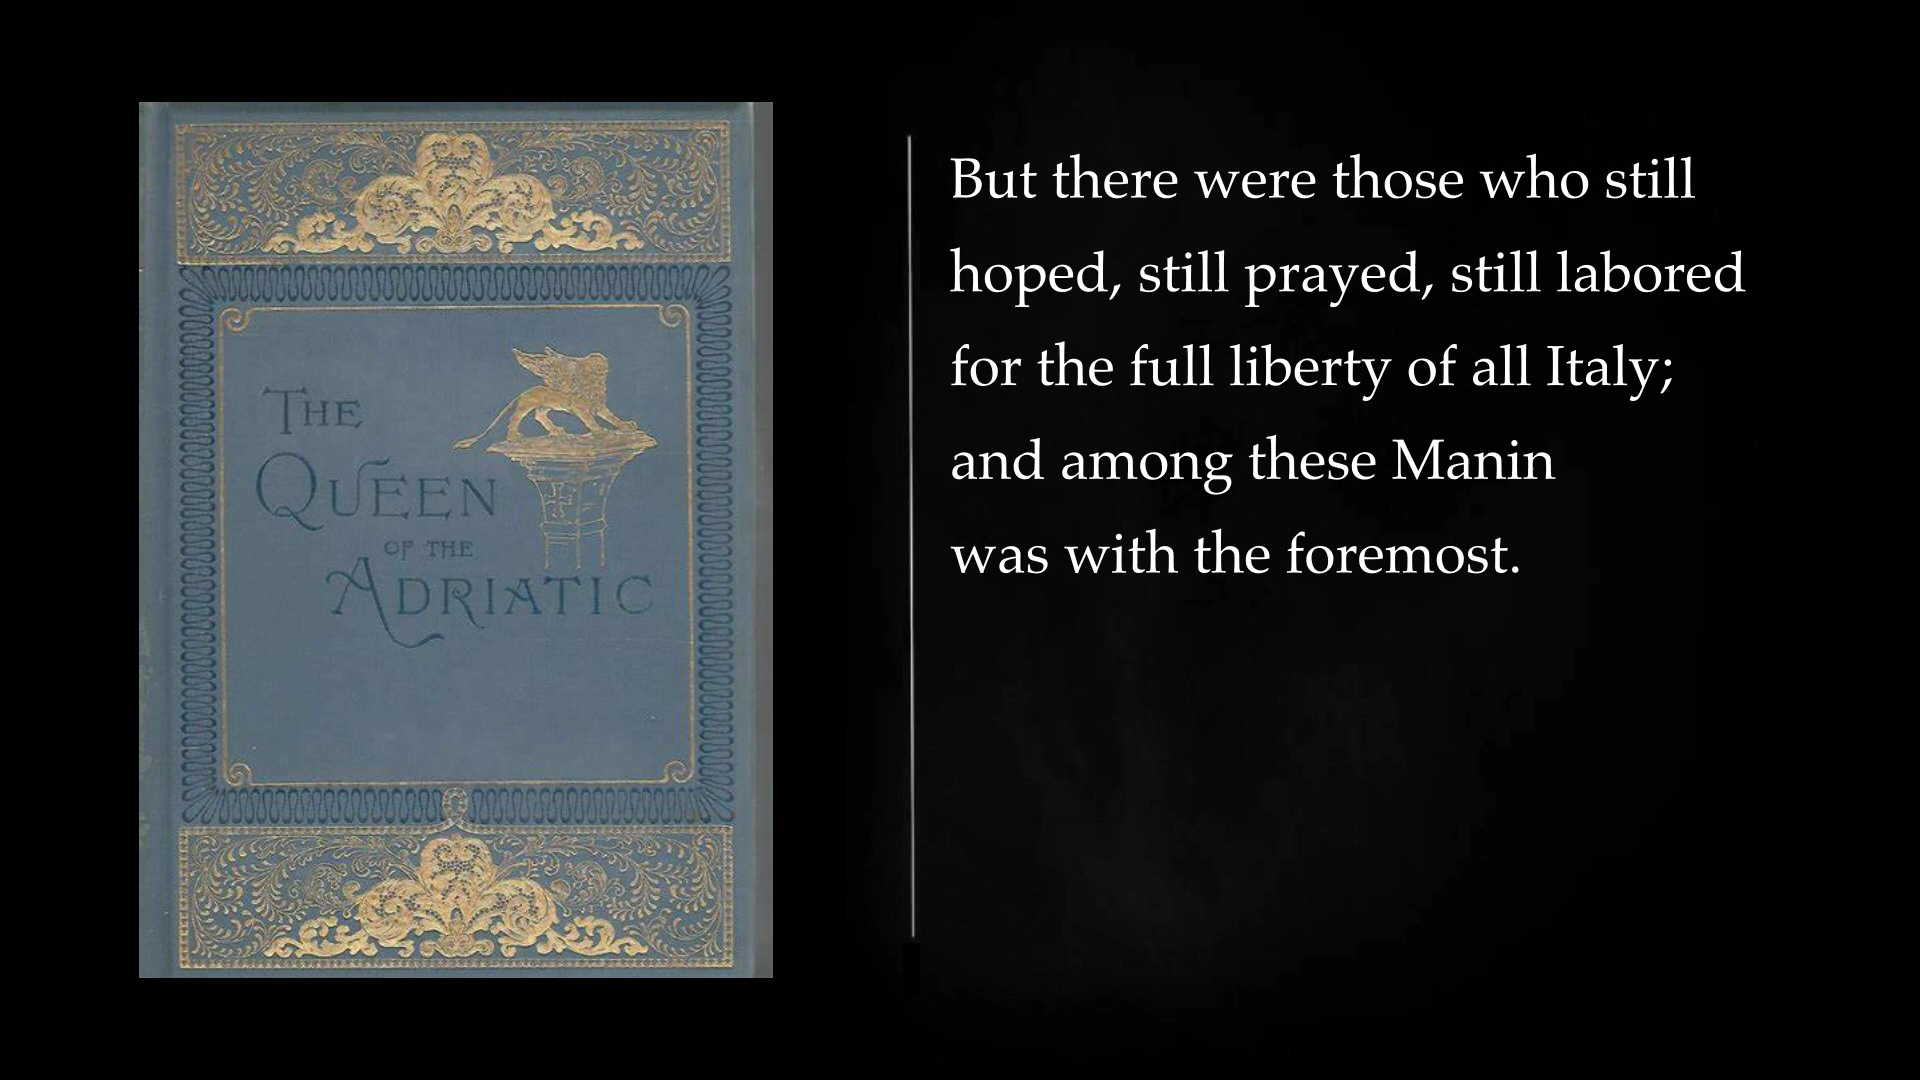 THE
QUEEN
OF THE
ADRIATIC
But there were those who still
hoped, still prayed, still labored
for the full liberty of all Italy;
and among these Manin
was with the foremost.